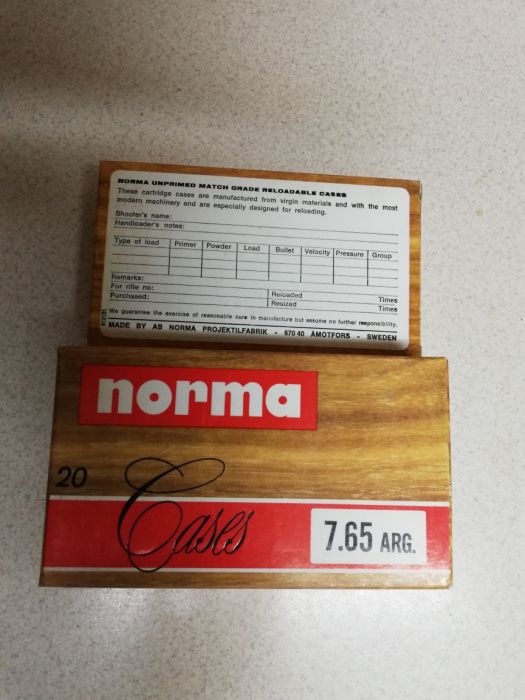 NORMA UNPRIMED MATCH GRADE RELOADABLE CASES
These cartridge cases are manufactured from virgin materials and with the most
modern machinery and are especially designed for reloading.
Shooter's name:
Handloader's notes:
Type of load Primer Powder Load Bullet Velocity Pressure Group
Remarks:
For rifle no: Reloaded Times
Purchased: Resized Times
We guarantee the exercise of reasonable care in manufacture but assume no further responsibility.
MADE BY AB NORMA PROJEKTILFABRIK - 670 40 ÅMOTFORS - SWEDEN
norma
20
Cases
7.65 ARG.